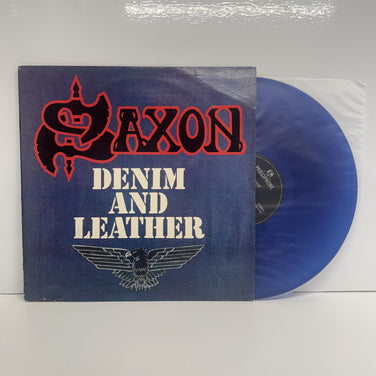 SAXON
DENIM
AND
LEATHER